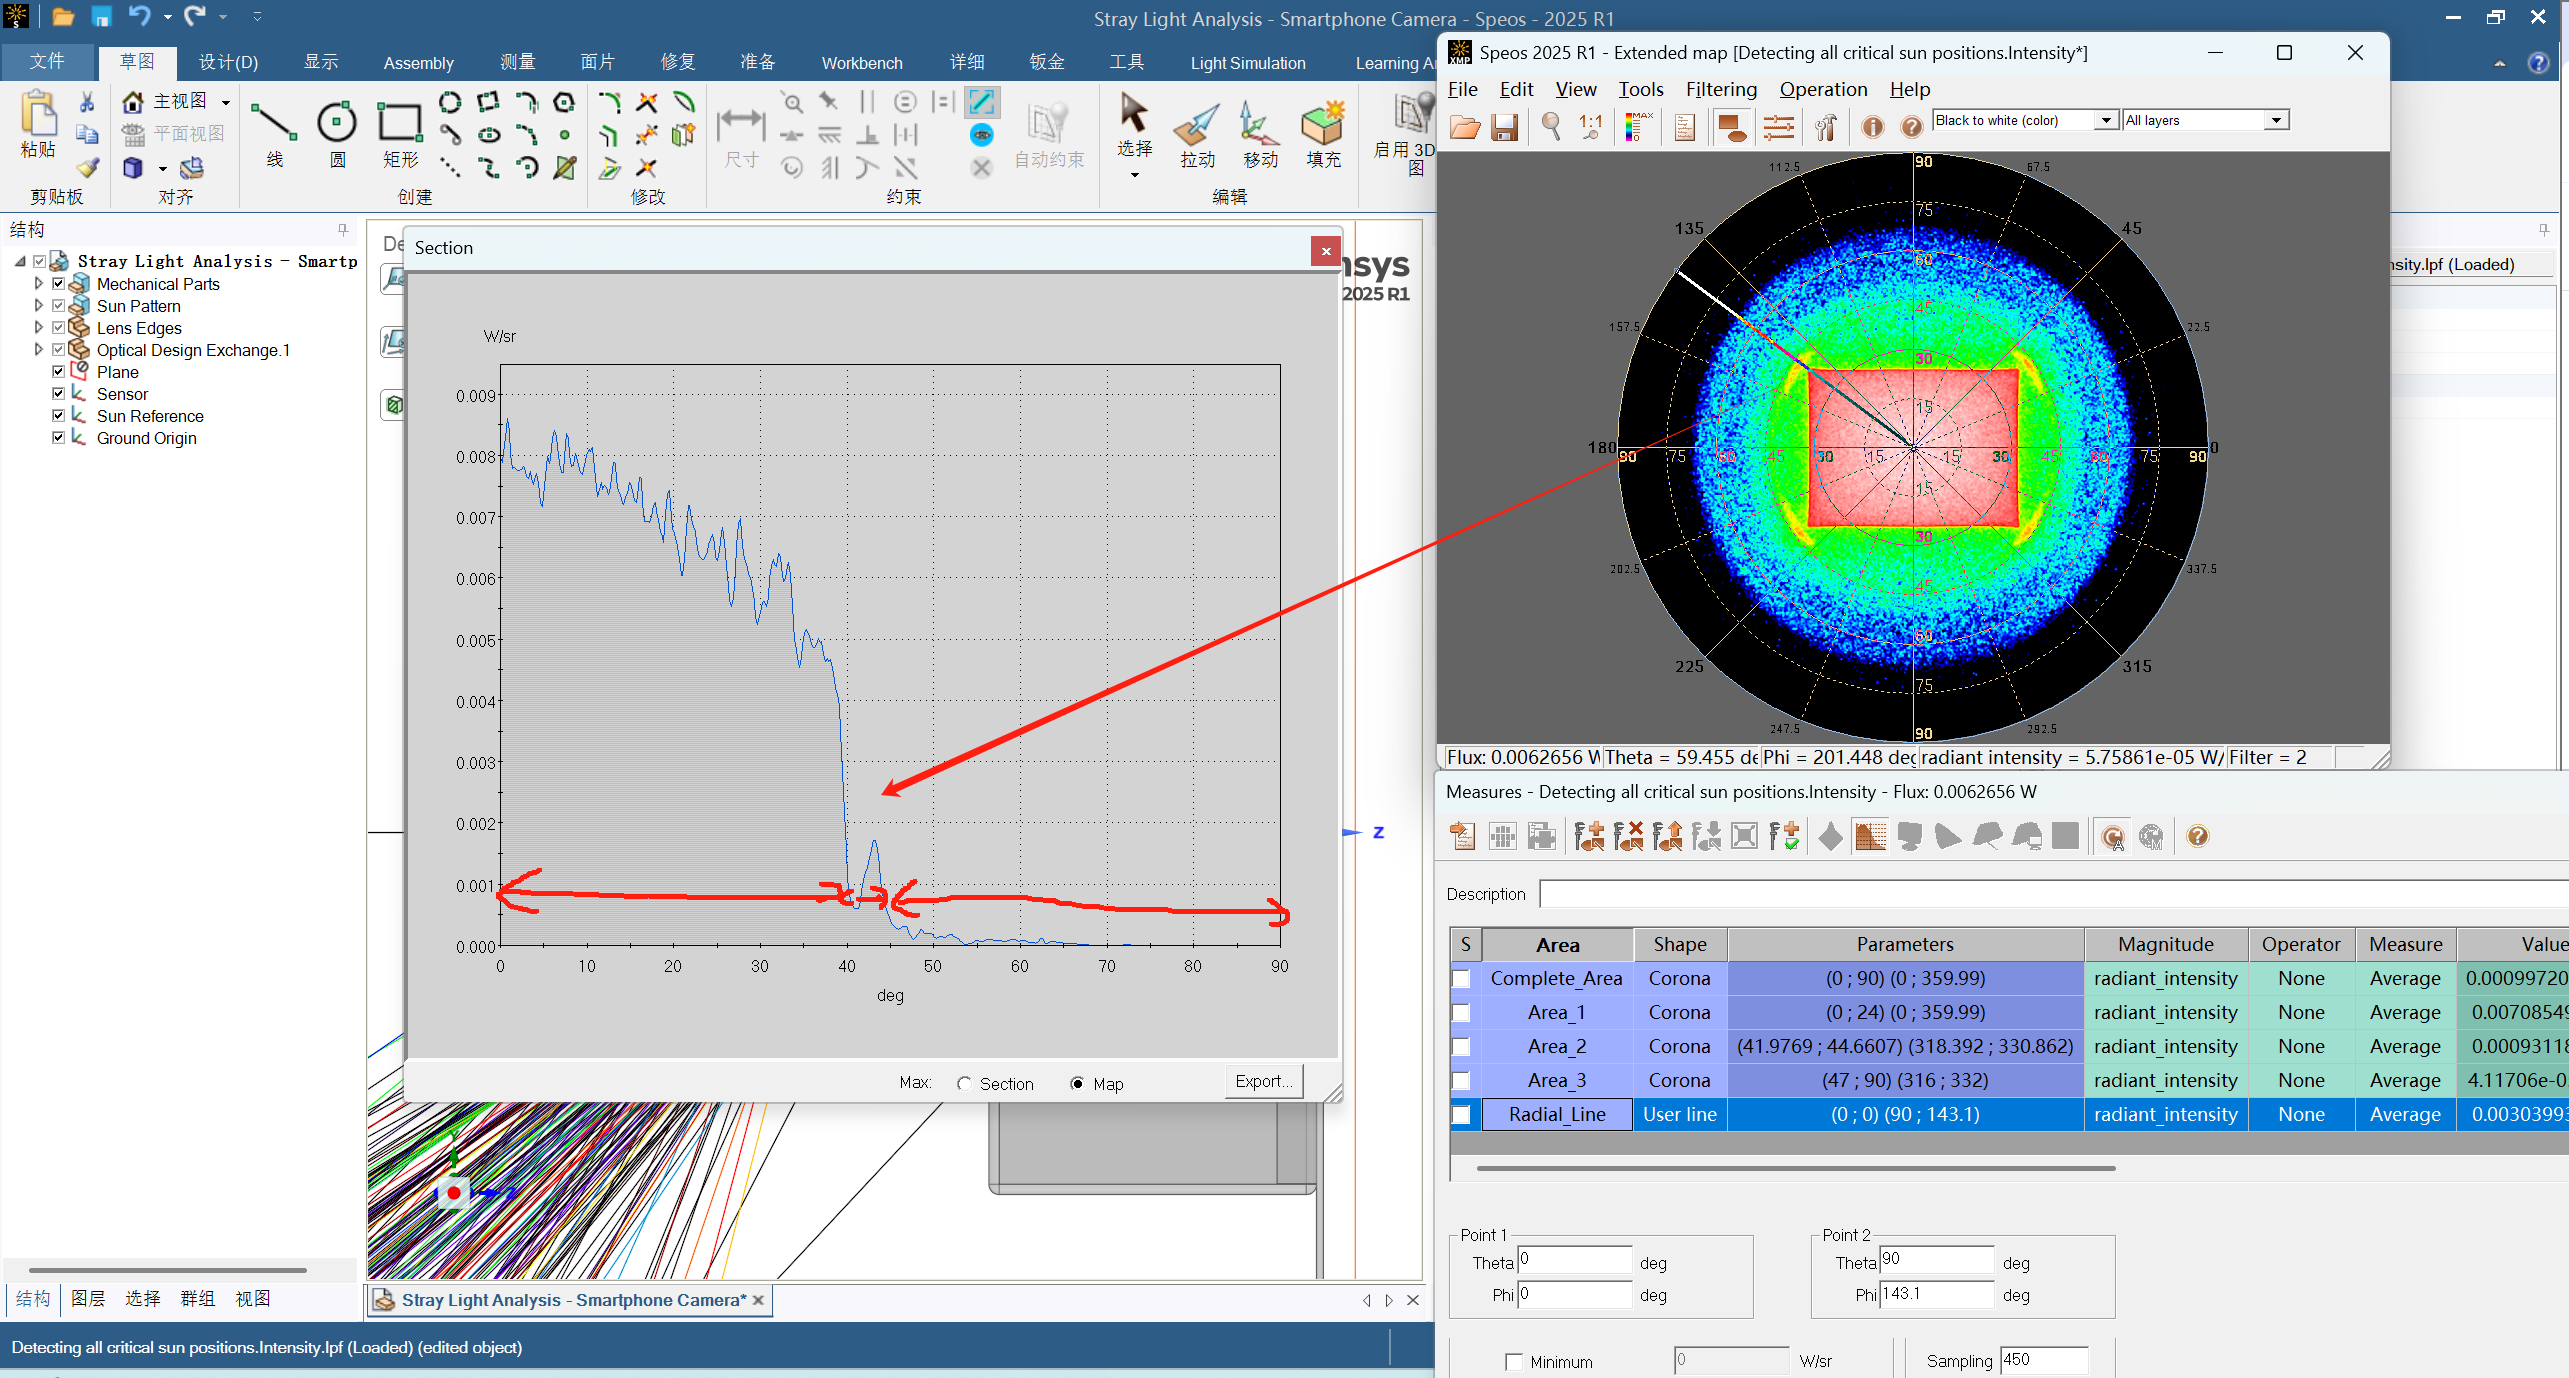 Stray Light Analysis - Smartphone Camera - Speos - 2025 R1
文件 草图 设计(D) 显示 Assembly 测量 面片 修复 准备 Workbench 详细 钣金 工具 Light Simulation Learning A
粘贴
剪贴板
主视图
平面视图
对齐
线
圆
矩形
创建
修改
尺寸
自动约束
约束
选择
拉动
移动
填充
编辑
启用 3D
图
结构
Stray Light Analysis - Smartp
Mechanical Parts
Sun Pattern
Lens Edges
Optical Design Exchange.1
Plane
Sensor
Sun Reference
Ground Origin
De
nsys
2025 R1
Section
W/sr
0.009
0.008
0.007
0.006
0.005
0.004
0.003
0.002
0.001
0.000
0 10 20 30 40 50 60 70 80 90
deg
Max: Section Map Export...
Z
Speos 2025 R1 - Extended map [Detecting all critical sun positions.Intensity*]
File Edit View Tools Filtering Operation Help
1:1
MAX
Black to white (color)
All layers
nsity.lpf (Loaded)
90
112.5 67.5
75
135 45
60
45
157.5 22.5
30
15
180 0
90 75 60 45 30 15 15 30 45 60 75 90
15
30
202.5 337.5
45
60
225 315
75
247.5 292.5
90
Flux: 0.0062656 W Theta = 59.455 de Phi = 201.448 deg radiant intensity = 5.75861e-05 W/ Filter = 2
Measures - Detecting all critical sun positions.Intensity - Flux: 0.0062656 W
Description
S Area Shape Parameters Magnitude Operator Measure Value
Complete_Area Corona (0 ; 90) (0 ; 359.99) radiant_intensity None Average 0.00099720
Area_1 Corona (0 ; 24) (0 ; 359.99) radiant_intensity None Average 0.00708549
Area_2 Corona (41.9769 ; 44.6607) (318.392 ; 330.862) radiant_intensity None Average 0.00093118
Area_3 Corona (47 ; 90) (316 ; 332) radiant_intensity None Average 4.11706e-0
Radial_Line User line (0 ; 0) (90 ; 143.1) radiant_intensity None Average 0.00303993
Point 1
Theta 0 deg
Phi 0 deg
Point 2
Theta 90 deg
Phi 143.1 deg
Minimum 0 W/sr
Sampling 450
结构 图层 选择 群组 视图
Stray Light Analysis - Smartphone Camera*
Detecting all critical sun positions.Intensity.lpf (Loaded) (edited object)